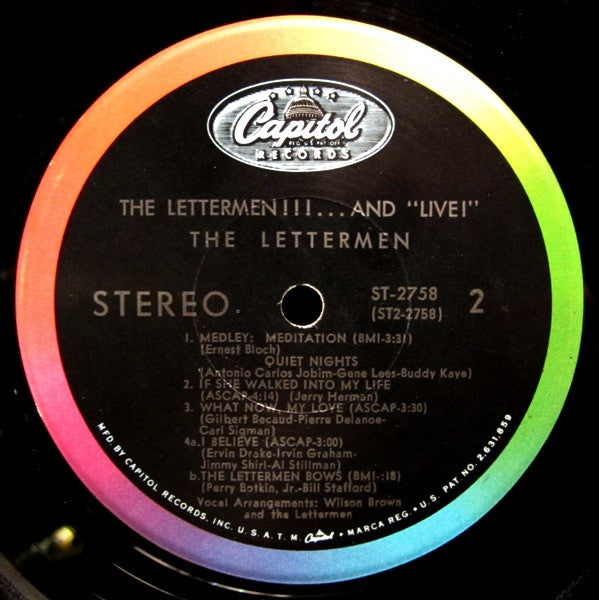 Capitol
REG. U.S. PAT. OFF.
RECORDS
THE LETTERMEN!!!...AND "LIVE!"
THE LETTERMEN
STEREO
ST-2758
(ST2-2758)
2
1. MEDLEY: MEDITATION (BMI-3:31)
(Ernest Bloch)
QUIET NIGHTS
(Antonio Carlos Jobim-Gene Lees-Buddy Kaye)
2. IF SHE WALKED INTO MY LIFE
(ASCAP-4:14) (Jerry Herman)
3. WHAT NOW, MY LOVE (ASCAP-3:30)
(Gilbert Becaud-Pierre Delanoe-
Carl Sigman)
4a. I BELIEVE (ASCAP-3:00)
(Ervin Drake-Irvin Graham-
Jimmy Shirl-Al Stillman)
b. THE LETTERMEN BOWS (BMI-:18)
(Perry Botkin, Jr.-Bill Stafford)
Vocal Arrangements: Wilson Brown
and the Lettermen
MFD. BY CAPITOL RECORDS, INC. U.S.A. T.M. Capitol MARCA REG. • U.S. PAT. NO. 2,631,859